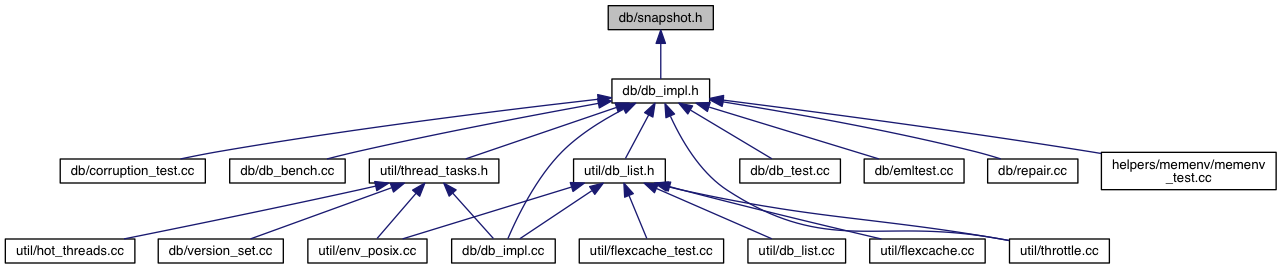 db/snapshot.h
db/db_impl.h
db/corruption_test.cc
db/db_bench.cc
util/thread_tasks.h
util/db_list.h
db/db_test.cc
db/emltest.cc
db/repair.cc
helpers/memenv/memenv
_test.cc
util/hot_threads.cc
db/version_set.cc
util/env_posix.cc
db/db_impl.cc
util/flexcache_test.cc
util/db_list.cc
util/flexcache.cc
util/throttle.cc